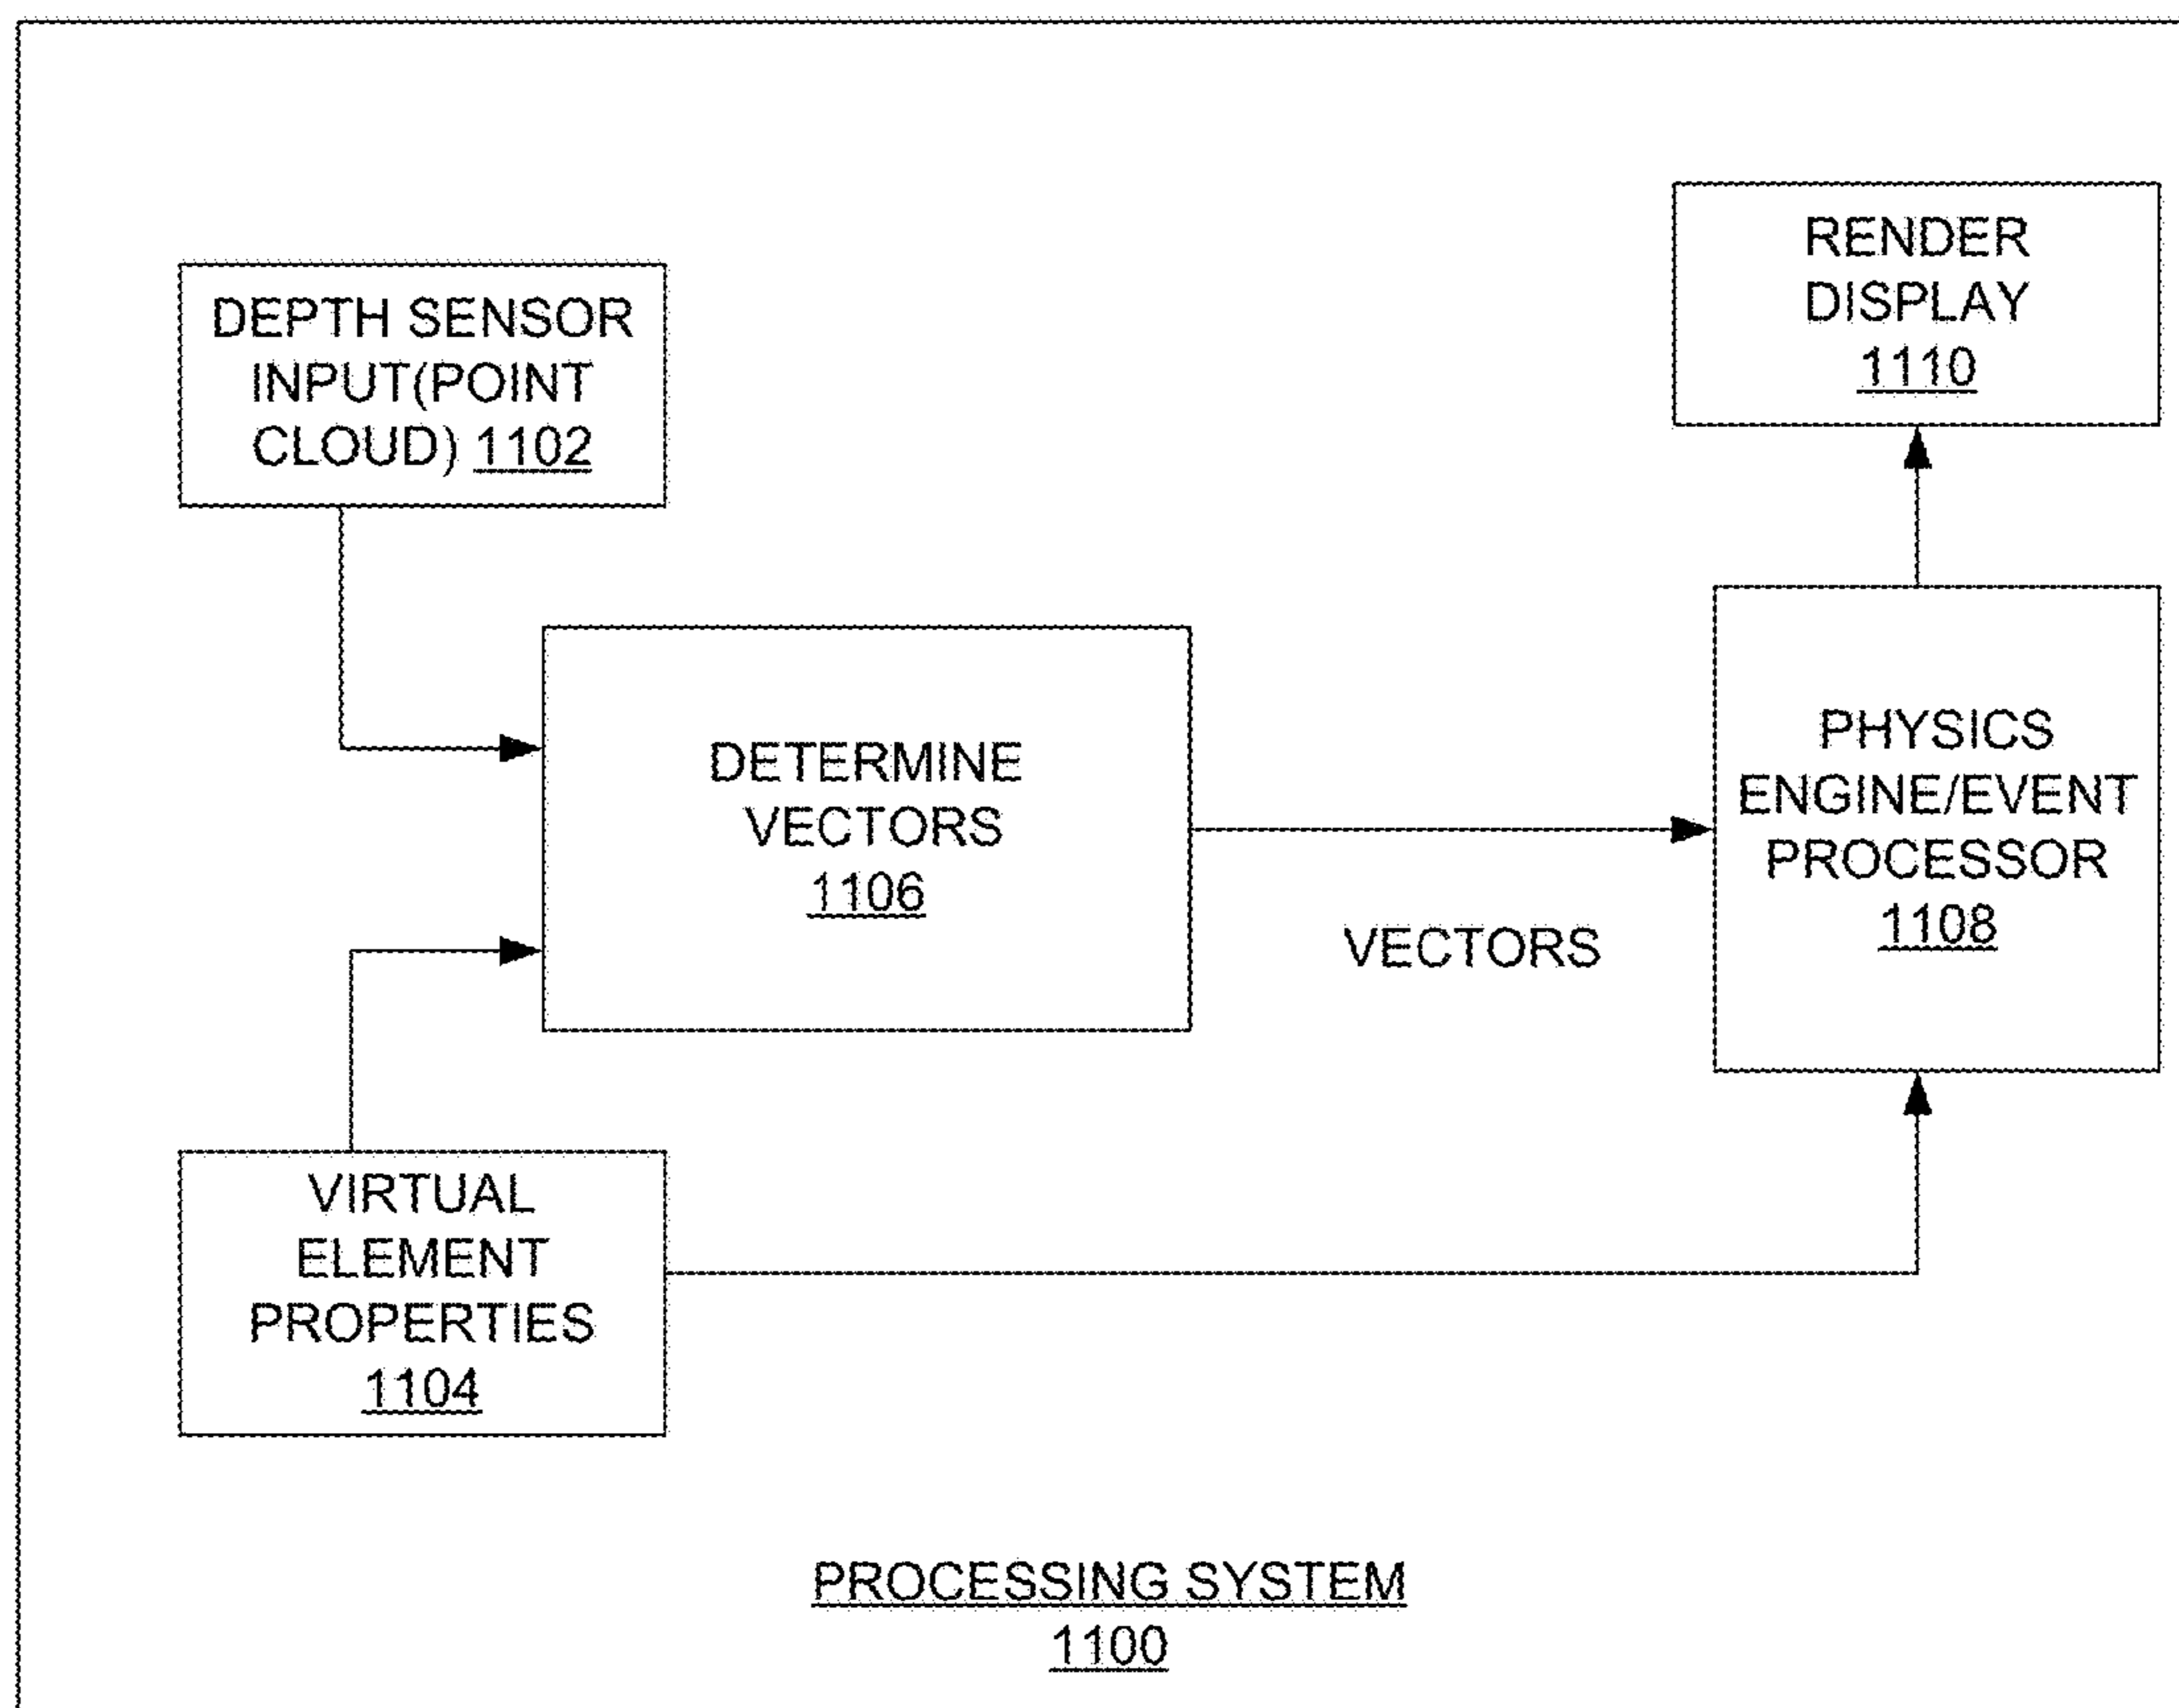 DEPTH SENSOR
INPUT(POINT
CLOUD) 1102
RENDER
DISPLAY
1110
DETERMINE
VECTORS
1106
VECTORS
PHYSICS
ENGINE/EVENT
PROCESSOR
1108
VIRTUAL
ELEMENT
PROPERTIES
1104
PROCESSING SYSTEM
1100